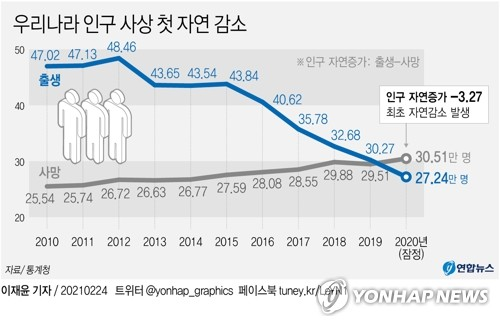 우리나라 인구 사상 첫 자연 감소
50
47.02
47.13
48.46
43.65
43.54
43.84
40.62
35.78
32.68
30.27
27.24만 명
출생
※ 인구 자연증가: 출생-사망
인구 자연증가 -3.27
최초 자연감소 발생
40
30
20
사망
25.54
25.74
26.72
26.63
26.77
27.59
28.08
28.55
29.88
29.51
30.51만 명
2010 2011 2012 2013 2014 2015 2016 2017 2018 2019 2020년
(잠정)
자료/통계청
연합뉴스
이재윤 기자 / 20210224 트위터 @yonhap_graphics 페이스북 tuney.kr/LeYN1
YONHAP NEWS